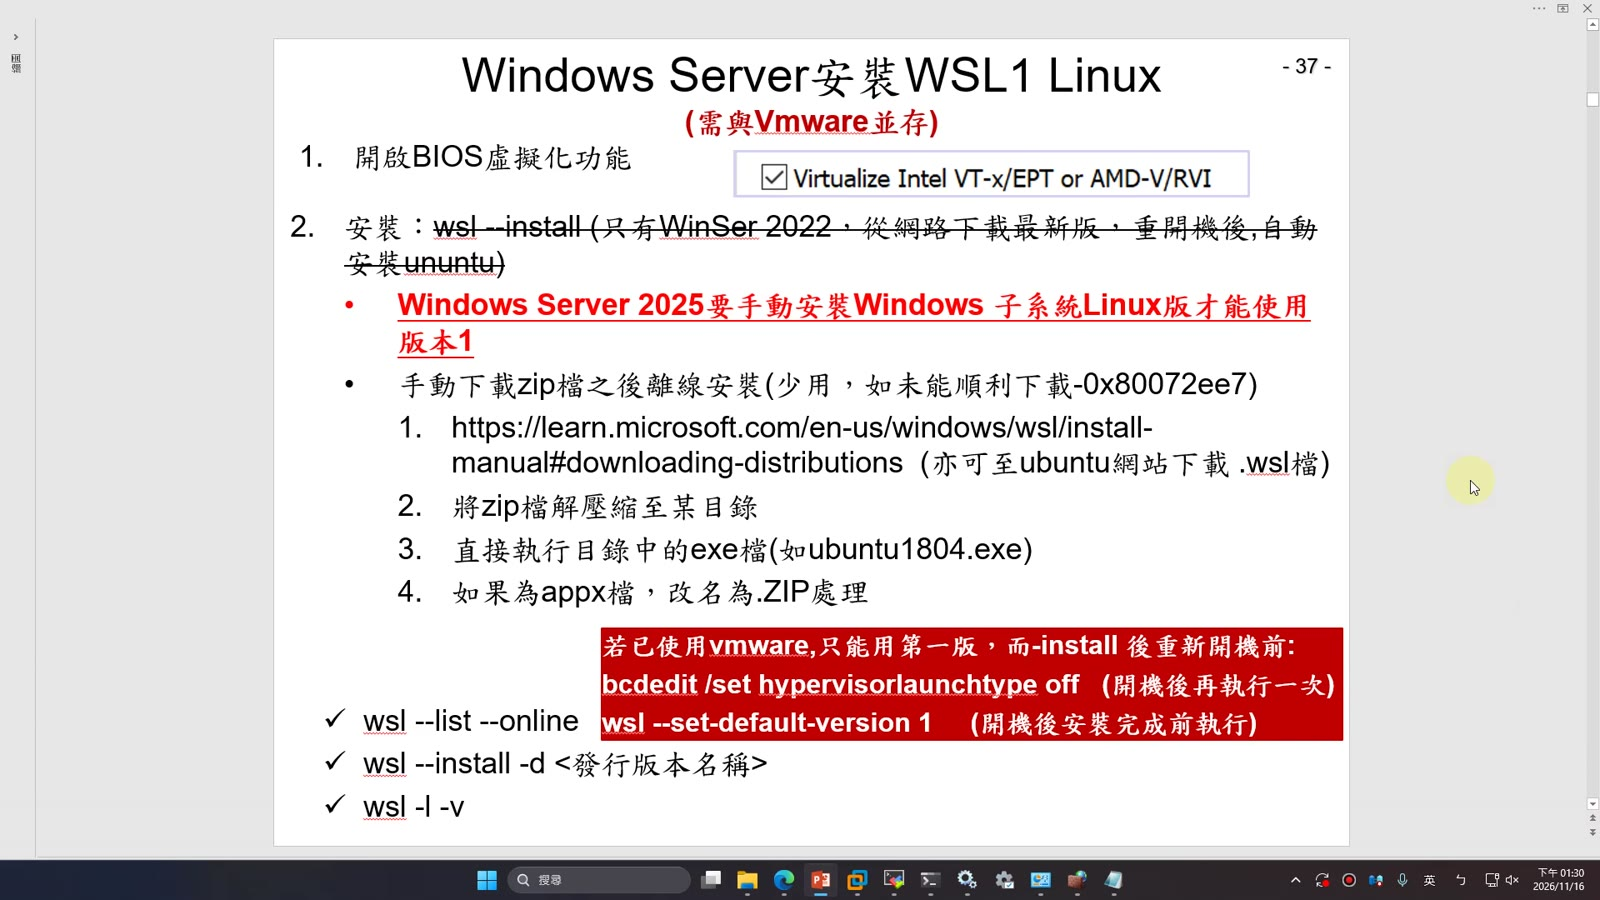 Windows Server安裝WSL1 Linux
- 37 -
(需與Vmware並存)
1. 開啟BIOS虛擬化功能
Virtualize Intel VT-x/EPT or AMD-V/RVI
2. 安裝：wsl --install (只有WinSer 2022，從網路下載最新版，重開機後,自動
安裝ununtu)
• Windows Server 2025要手動安裝Windows 子系統Linux版才能使用
版本1
• 手動下載zip檔之後離線安裝(少用，如未能順利下載-0x80072ee7)
1. https://learn.microsoft.com/en-us/windows/wsl/install-
manual#downloading-distributions (亦可至ubuntu網站下載 .wsl檔)
2. 將zip檔解壓縮至某目錄
3. 直接執行目錄中的exe檔(如ubuntu1804.exe)
4. 如果為appx檔，改名為.ZIP處理
若已使用vmware,只能用第一版，而-install 後重新開機前:
bcdedit /set hypervisorlaunchtype off (開機後再執行一次)
wsl --set-default-version 1 (開機後安裝完成前執行)
✓ wsl --list --online
✓ wsl --install -d <發行版本名稱>
✓ wsl -l -v
搜尋
英
ㄅ
下午 01:30
2026/11/16